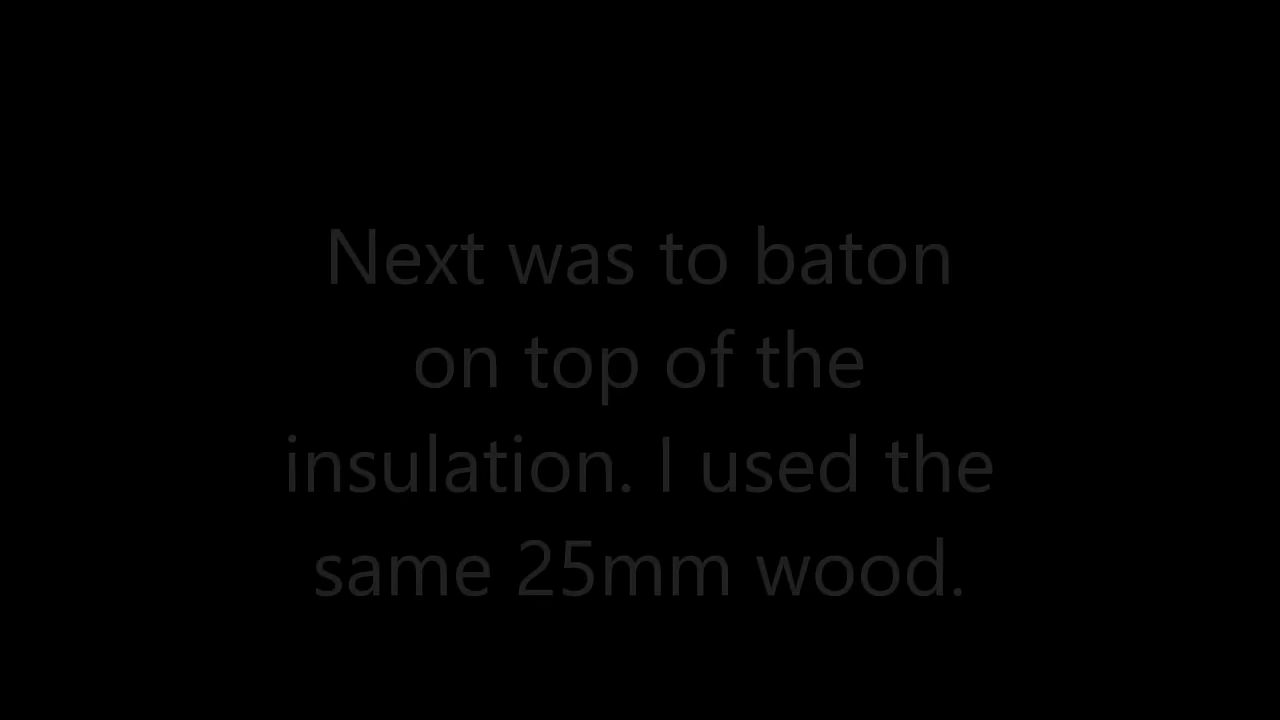 Next was to baton
on top of the
insulation. I used the
same 25mm wood.